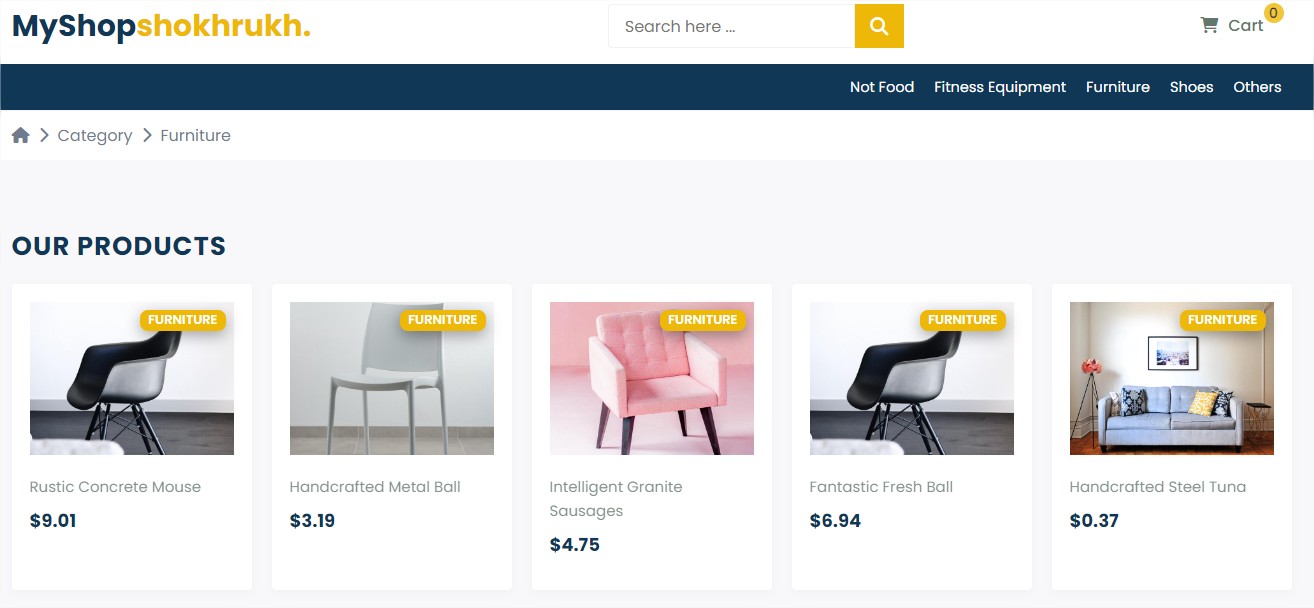 MyShopshokhrukh.
Search here ...
Cart
0
Not Food Fitness Equipment Furniture Shoes Others
Category Furniture
OUR PRODUCTS
FURNITURE
Rustic Concrete Mouse
$9.01
FURNITURE
Handcrafted Metal Ball
$3.19
FURNITURE
Intelligent Granite
Sausages
$4.75
FURNITURE
Fantastic Fresh Ball
$6.94
FURNITURE
Handcrafted Steel Tuna
$0.37